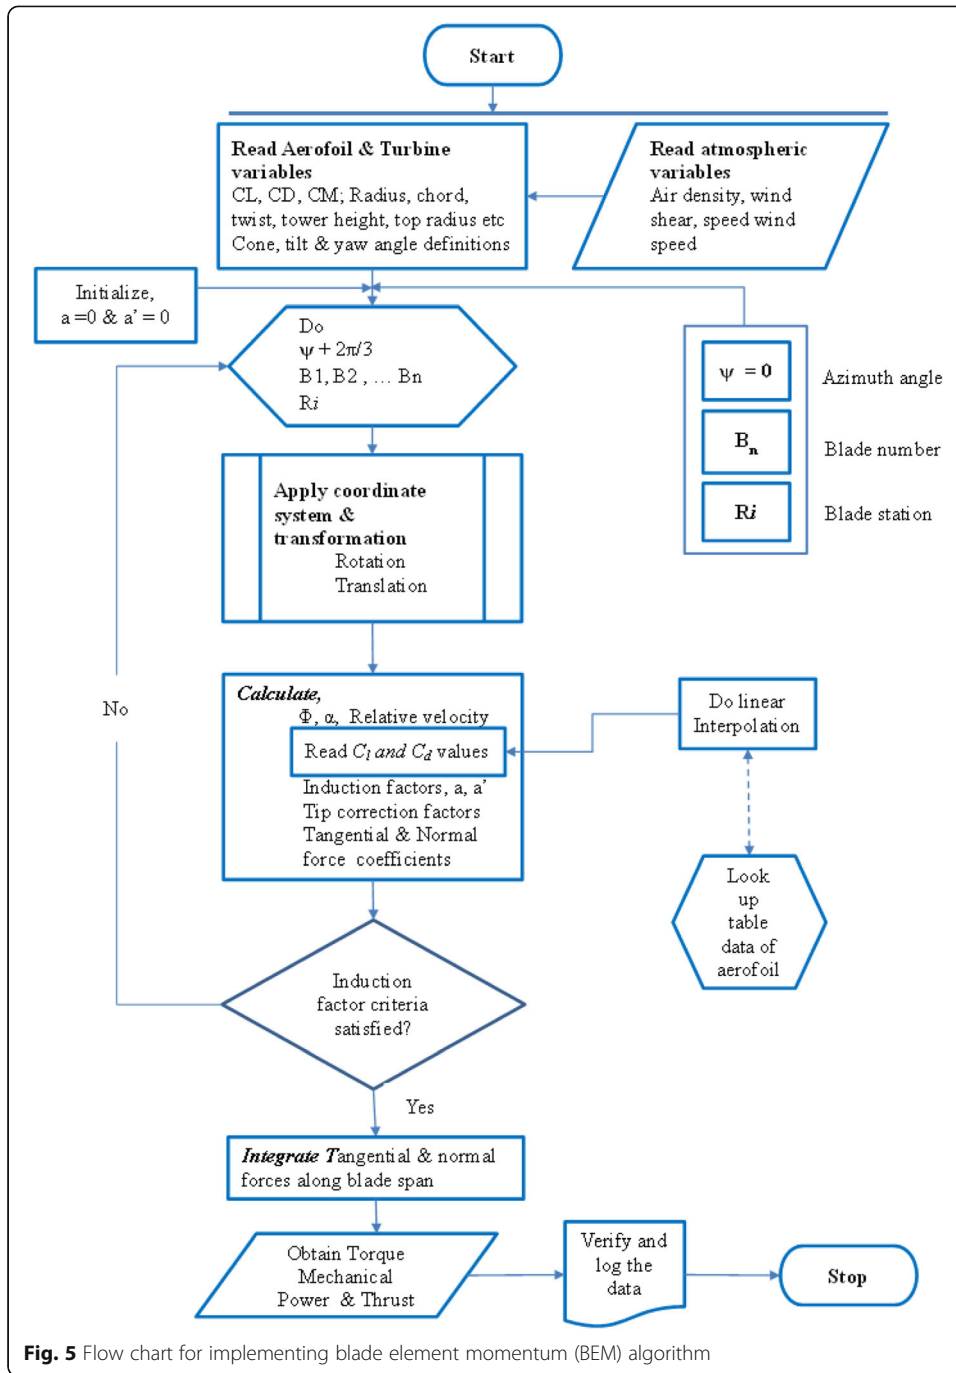 Start
Read Aerofoil & Turbine
variables
CL, CD, CM; Radius, chord,
twist, tower height, top radius etc
Cone, tilt & yaw angle definitions
Read atmospheric
variables
Air density, wind
shear, speed wind
speed
Initialize,
a =0 & a' = 0
Do
ψ + 2π/3
B1, B2 , ... Bn
Ri
ψ = 0
Azimuth angle
Bn
Blade number
Ri
Blade station
Apply coordinate
system &
transformation
Rotation
Translation
No
Calculate,
Φ, α, Relative velocity
Read Cl and Cd values
Induction factors, a, a'
Tip correction factors
Tangential & Normal
force coefficients
Do linear
Interpolation
Look
up
table
data of
aerofoil
Induction
factor criteria
satisfied?
Yes
Integrate Tangential & normal
forces along blade span
Obtain Torque
Mechanical
Power & Thrust
Verify and
log the
data
Stop
Fig. 5 Flow chart for implementing blade element momentum (BEM) algorithm